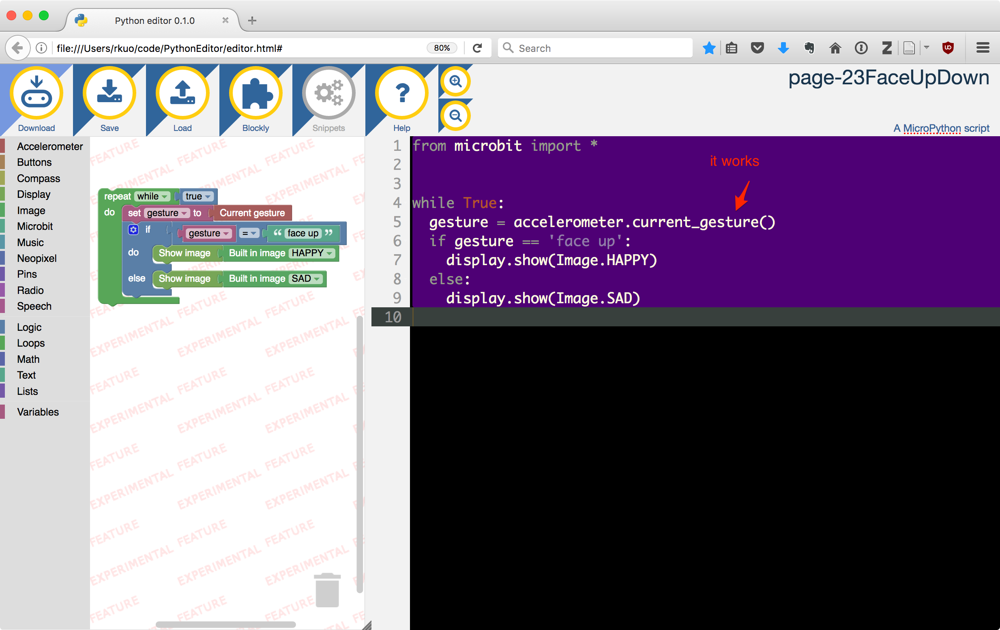 Python editor 0.1.0
file:///Users/rkuo/code/PythonEditor/editor.html#
80%
Search
Download
Save
Load
Blockly
Snippets
Help
page-23FaceUpDown
A MicroPython script
Accelerometer
Buttons
Compass
Display
Image
Microbit
Music
Neopixel
Pins
Radio
Speech
Logic
Loops
Math
Text
Lists
Variables
repeat while true
do set gesture to Current gesture
if gesture = “ face up ”
do Show image Built in image HAPPY
else Show image Built in image SAD
EXPERIMENTAL FEATURE
1 from microbit import *
it works
2
3
4 while True:
5 gesture = accelerometer.current_gesture()
6 if gesture == 'face up':
7 display.show(Image.HAPPY)
8 else:
9 display.show(Image.SAD)
10